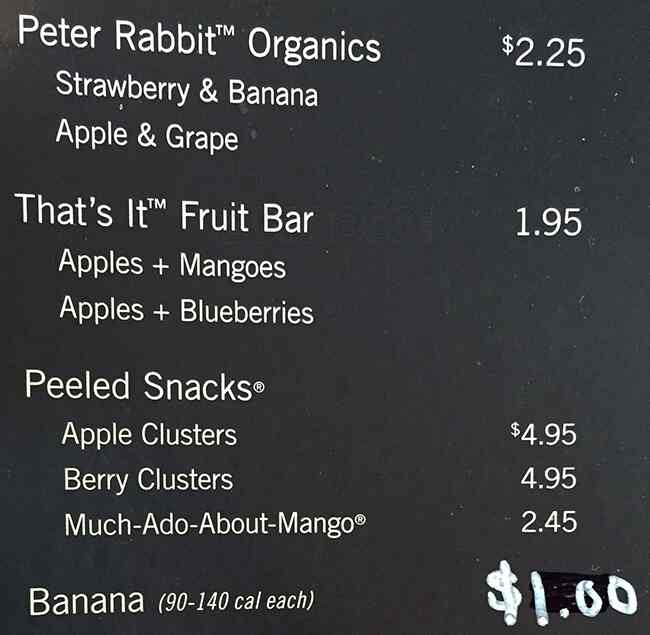 Peter Rabbit™ Organics $2.25
Strawberry & Banana
Apple & Grape
That's It™ Fruit Bar 1.95
Apples + Mangoes
Apples + Blueberries
Peeled Snacks®
Apple Clusters $4.95
Berry Clusters 4.95
Much-Ado-About-Mango® 2.45
Banana (90-140 cal each) $1.00